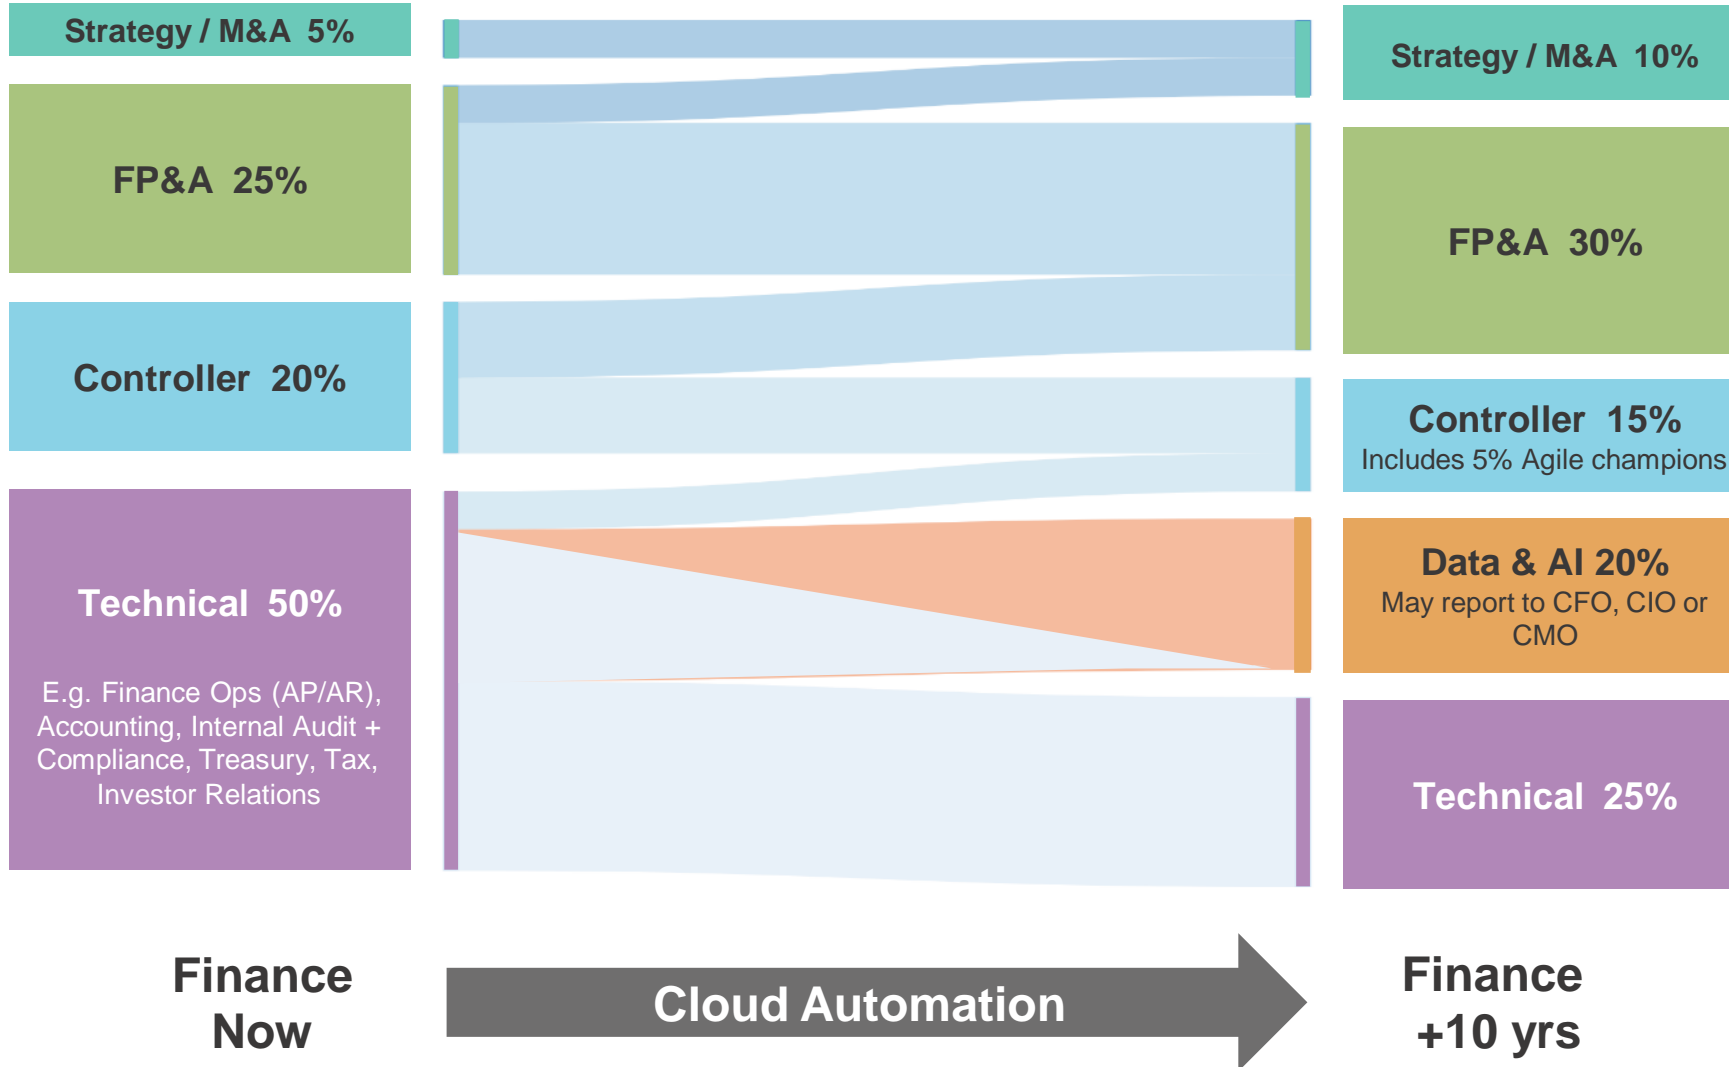 Strategy / M&A 5%
FP&A 25%
Controller 20%
Technical 50%
E.g. Finance Ops (AP/AR),
Accounting, Internal Audit +
Compliance, Treasury, Tax,
Investor Relations
Strategy / M&A 10%
FP&A 30%
Controller 15%
Includes 5% Agile champions
Data & AI 20%
May report to CFO, CIO or
CMO
Technical 25%
Finance
Now
Cloud Automation
Finance
+10 yrs